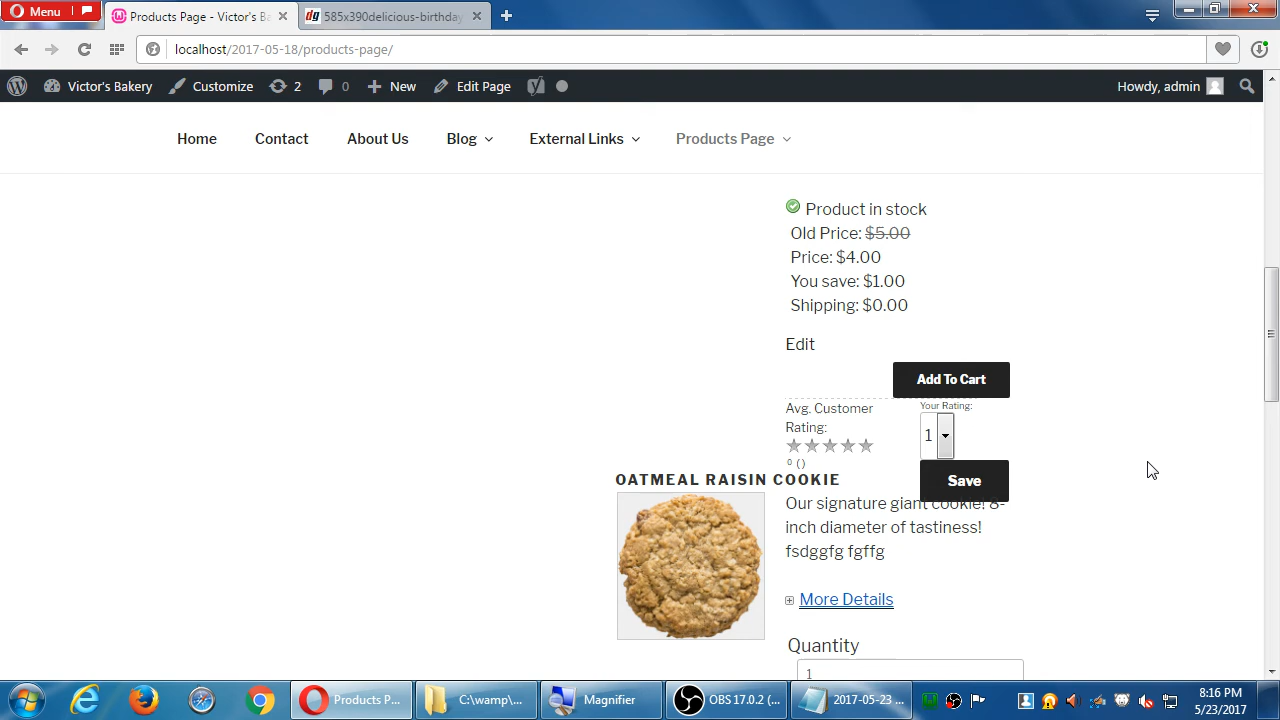 Menu
Products Page - Victor's Ba
585x390delicious-birthday
localhost/2017-05-18/products-page/
Victor's Bakery
Customize
2
0
New
Edit Page
Howdy, admin
Home
Contact
About Us
Blog
External Links
Products Page
Product in stock
Old Price: $5.00
Price: $4.00
You save: $1.00
Shipping: $0.00
Edit
Add To Cart
Avg. Customer
Rating:
Your Rating:
1
0 ()
Save
OATMEAL RAISIN COOKIE
Our signature giant cookie! 8-
inch diameter of tastiness!
fsdggfg fgffg
More Details
Quantity
1
Products P...
C:\wamp\...
Magnifier
OBS 17.0.2 (...
2017-05-23 ...
8:16 PM
5/23/2017